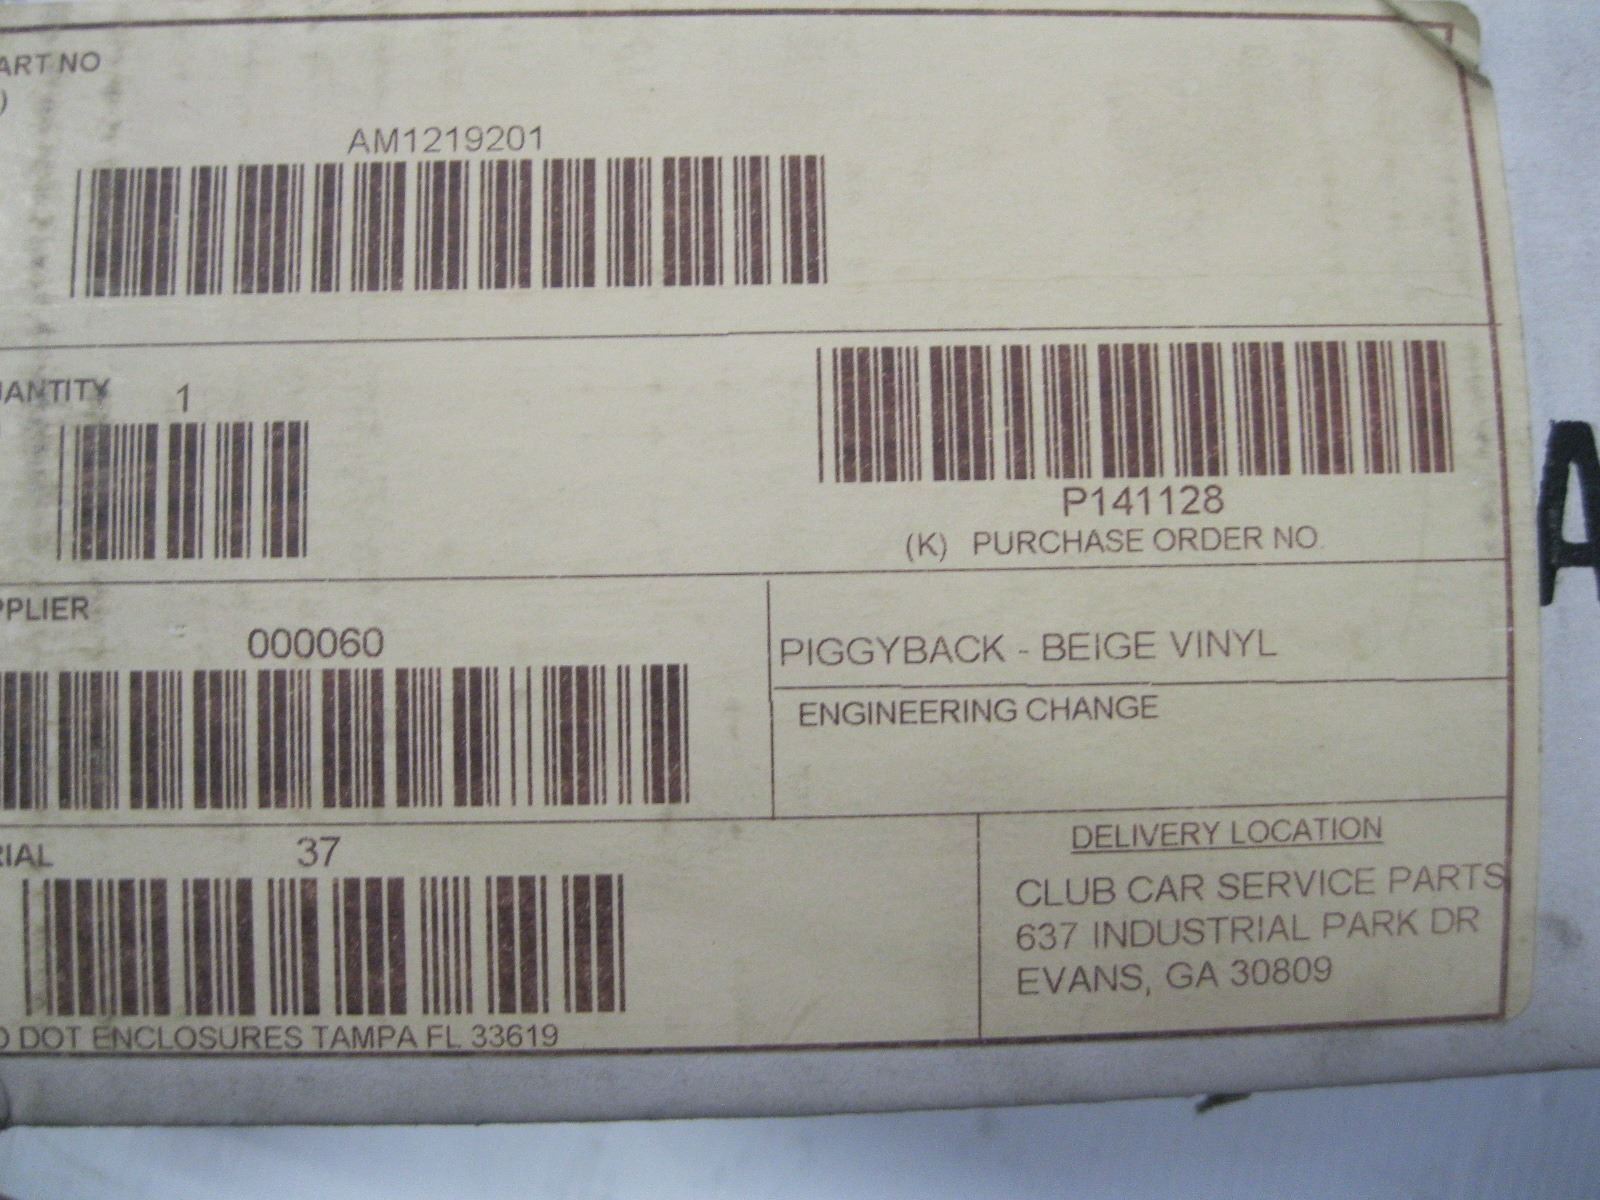 ART NO
)
AM1219201
UANTITY 1
P141128
(K) PURCHASE ORDER NO.
PPLIER
000060
PIGGYBACK - BEIGE VINYL
ENGINEERING CHANGE
RIAL 37
DELIVERY LOCATION
CLUB CAR SERVICE PARTS
637 INDUSTRIAL PARK DR
EVANS, GA 30809
D DOT ENCLOSURES TAMPA FL 33619
A